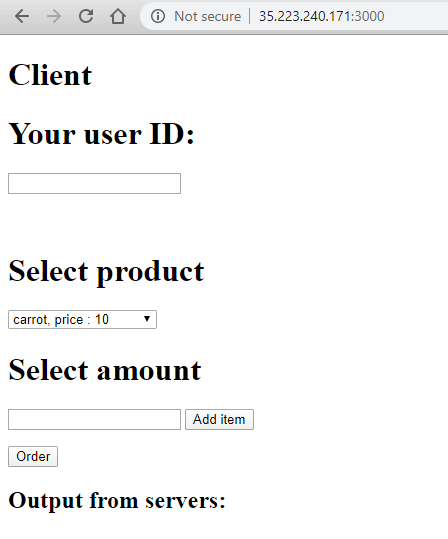 Not secure | 35.223.240.171:3000
Client
Your user ID:
Select product
carrot, price : 10
Select amount
Add item
Order
Output from servers: